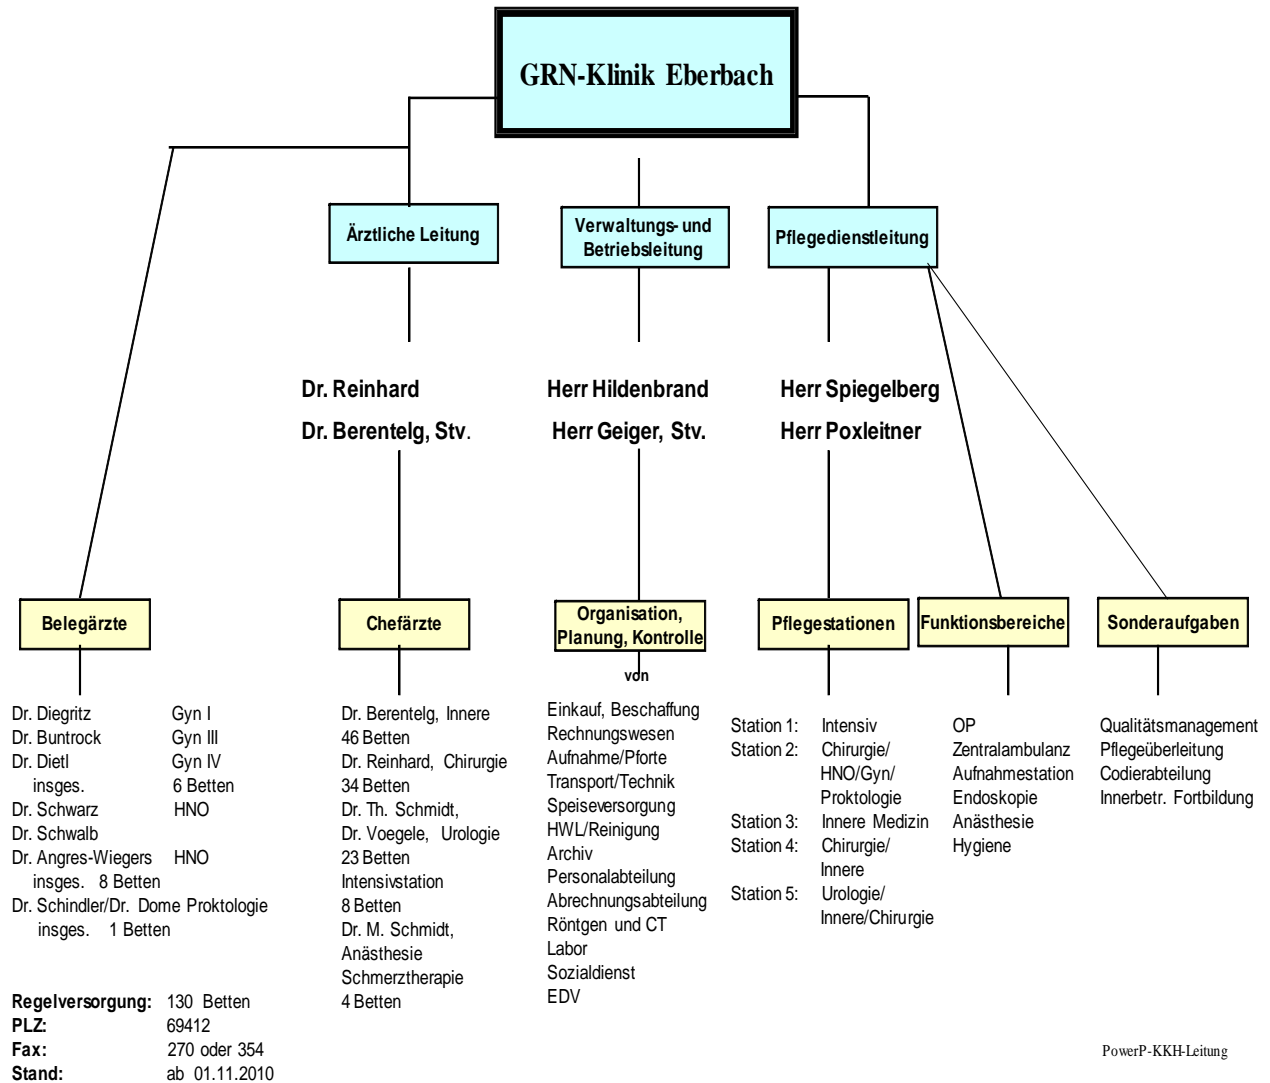 GRN-Klinik Eberbach
Ärztliche Leitung
Verwaltungs- und
Betriebsleitung
Pflegedienstleitung
Dr. Reinhard
Dr. Berentelg, Stv.
Herr Hildenbrand
Herr Geiger, Stv.
Herr Spiegelberg
Herr Poxleitner
Belegärzte
Chefärzte
Organisation,
Planung, Kontrolle
von
Pflegestationen
Funktionsbereiche
Sonderaufgaben
Dr. Diegritz Gyn I
Dr. Buntrock Gyn III
Dr. Dietl Gyn IV
insges. 6 Betten
Dr. Schwarz HNO
Dr. Schwalb
Dr. Angres-Wiegers HNO
insges. 8 Betten
Dr. Schindler/Dr. Dome Proktologie
insges. 1 Betten
Dr. Berentelg, Innere
46 Betten
Dr. Reinhard, Chirurgie
34 Betten
Dr. Th. Schmidt,
Dr. Voegele, Urologie
23 Betten
Intensivstation
8 Betten
Dr. M. Schmidt,
Anästhesie
Schmerztherapie
4 Betten
Einkauf, Beschaffung
Rechnungswesen
Aufnahme/Pforte
Transport/Technik
Speiseversorgung
HWL/Reinigung
Archiv
Personalabteilung
Abrechnungsabteilung
Röntgen und CT
Labor
Sozialdienst
EDV
Station 1: Intensiv
Station 2: Chirurgie/
HNO/Gyn/
Proktologie
Station 3: Innere Medizin
Station 4: Chirurgie/
Innere
Station 5: Urologie/
Innere/Chirurgie
OP
Zentralambulanz
Aufnahmestation
Endoskopie
Anästhesie
Hygiene
Qualitätsmanagement
Pflegeüberleitung
Codierabteilung
Innerbetr. Fortbildung
Regelversorgung: 130 Betten
PLZ: 69412
Fax: 270 oder 354
Stand: ab 01.11.2010
PowerP-KKH-Leitung